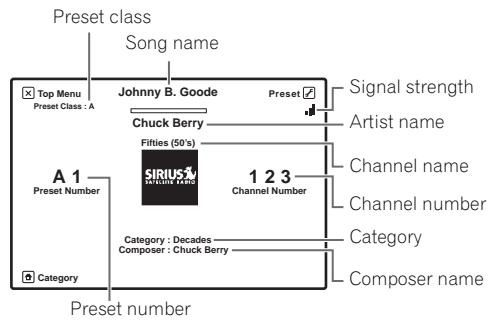 Preset class
Song name
Top Menu
Johnny B. Goode
Preset
Signal strength
Preset Class : A
Chuck Berry
Artist name
Fifties (50's)
SIRIUS
SATELLITE RADIO
Channel name
A 1
Preset Number
1 2 3
Channel Number
Channel number
Category : Decades
Category
Composer : Chuck Berry
Composer name
Category
Preset number